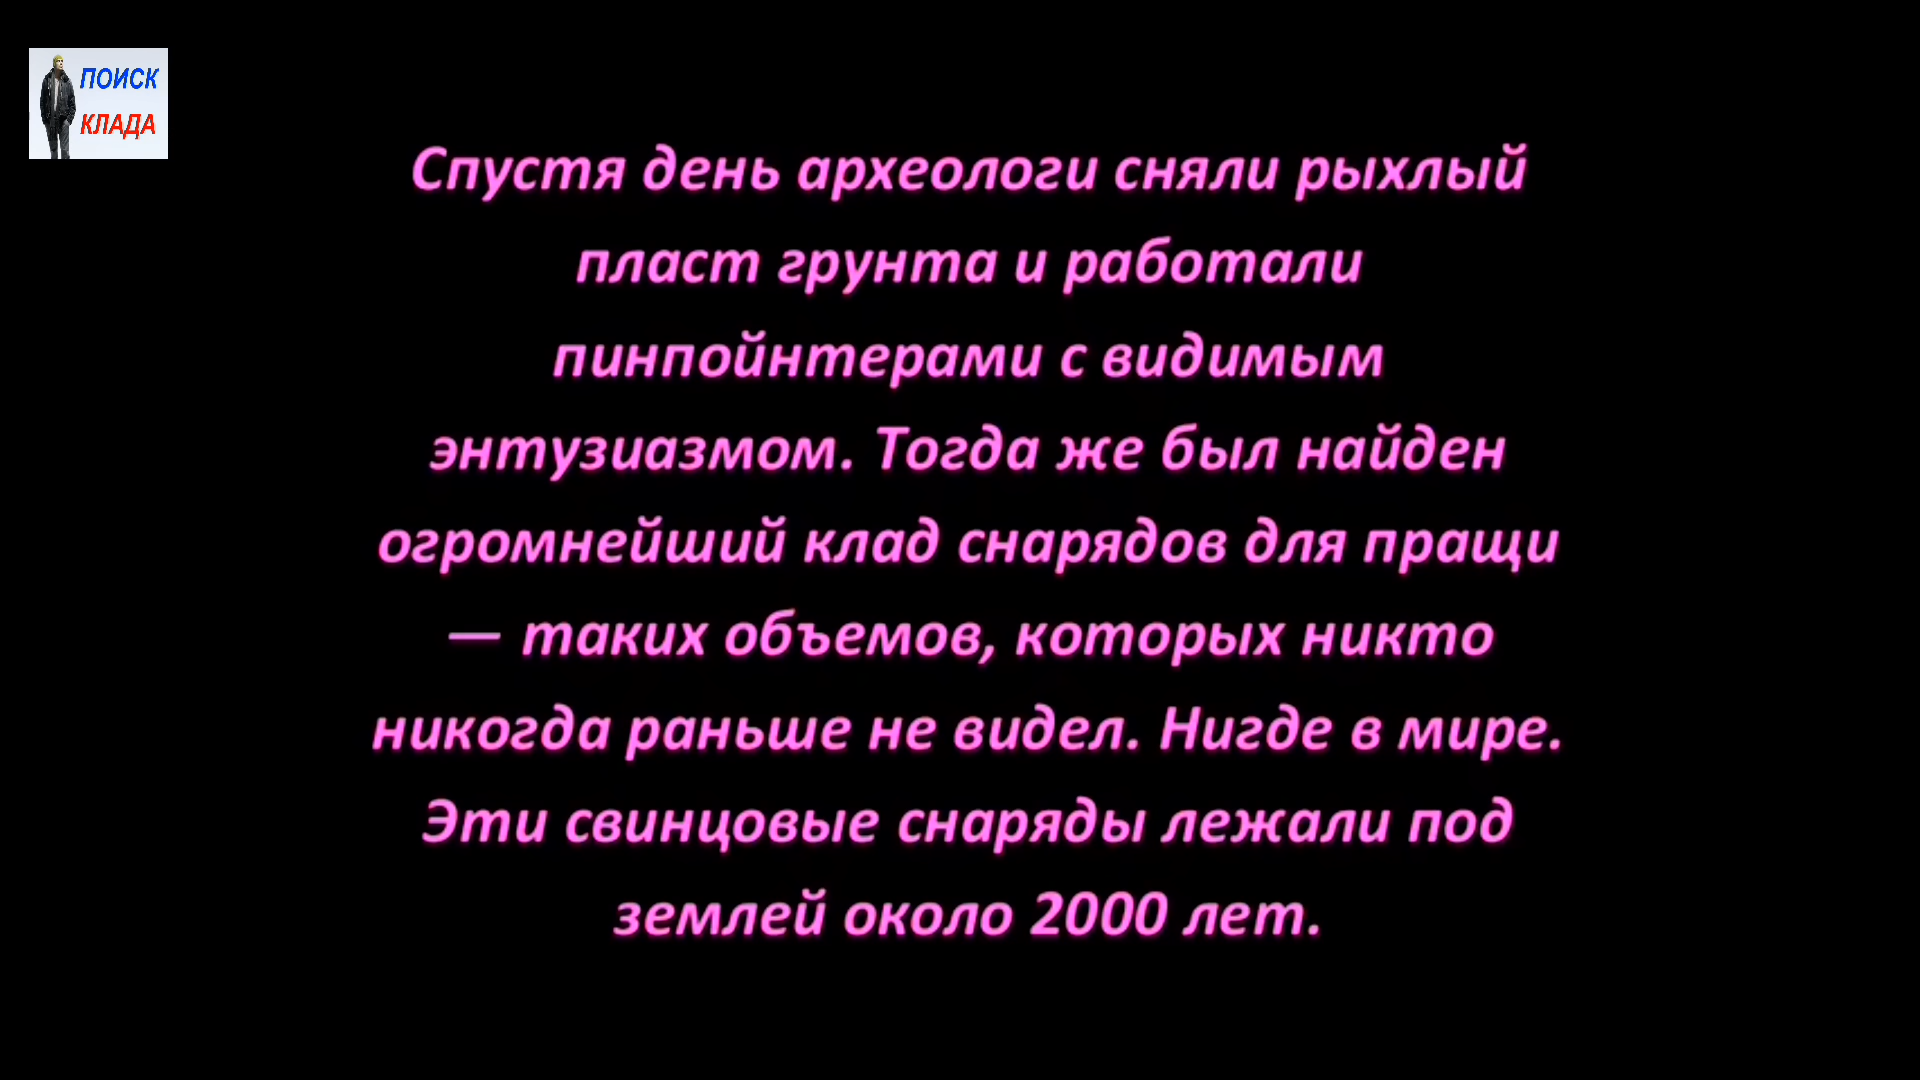 ПОИСК
КЛАДА
Спустя день археологи сняли рыхлый
пласт грунта и работали
пинпойнтерами с видимым
энтузиазмом. Тогда же был найден
огромнейший клад снарядов для пращи
— таких объемов, которых никто
никогда раньше не видел. Нигде в мире.
Эти свинцовые снаряды лежали под
землей около 2000 лет.